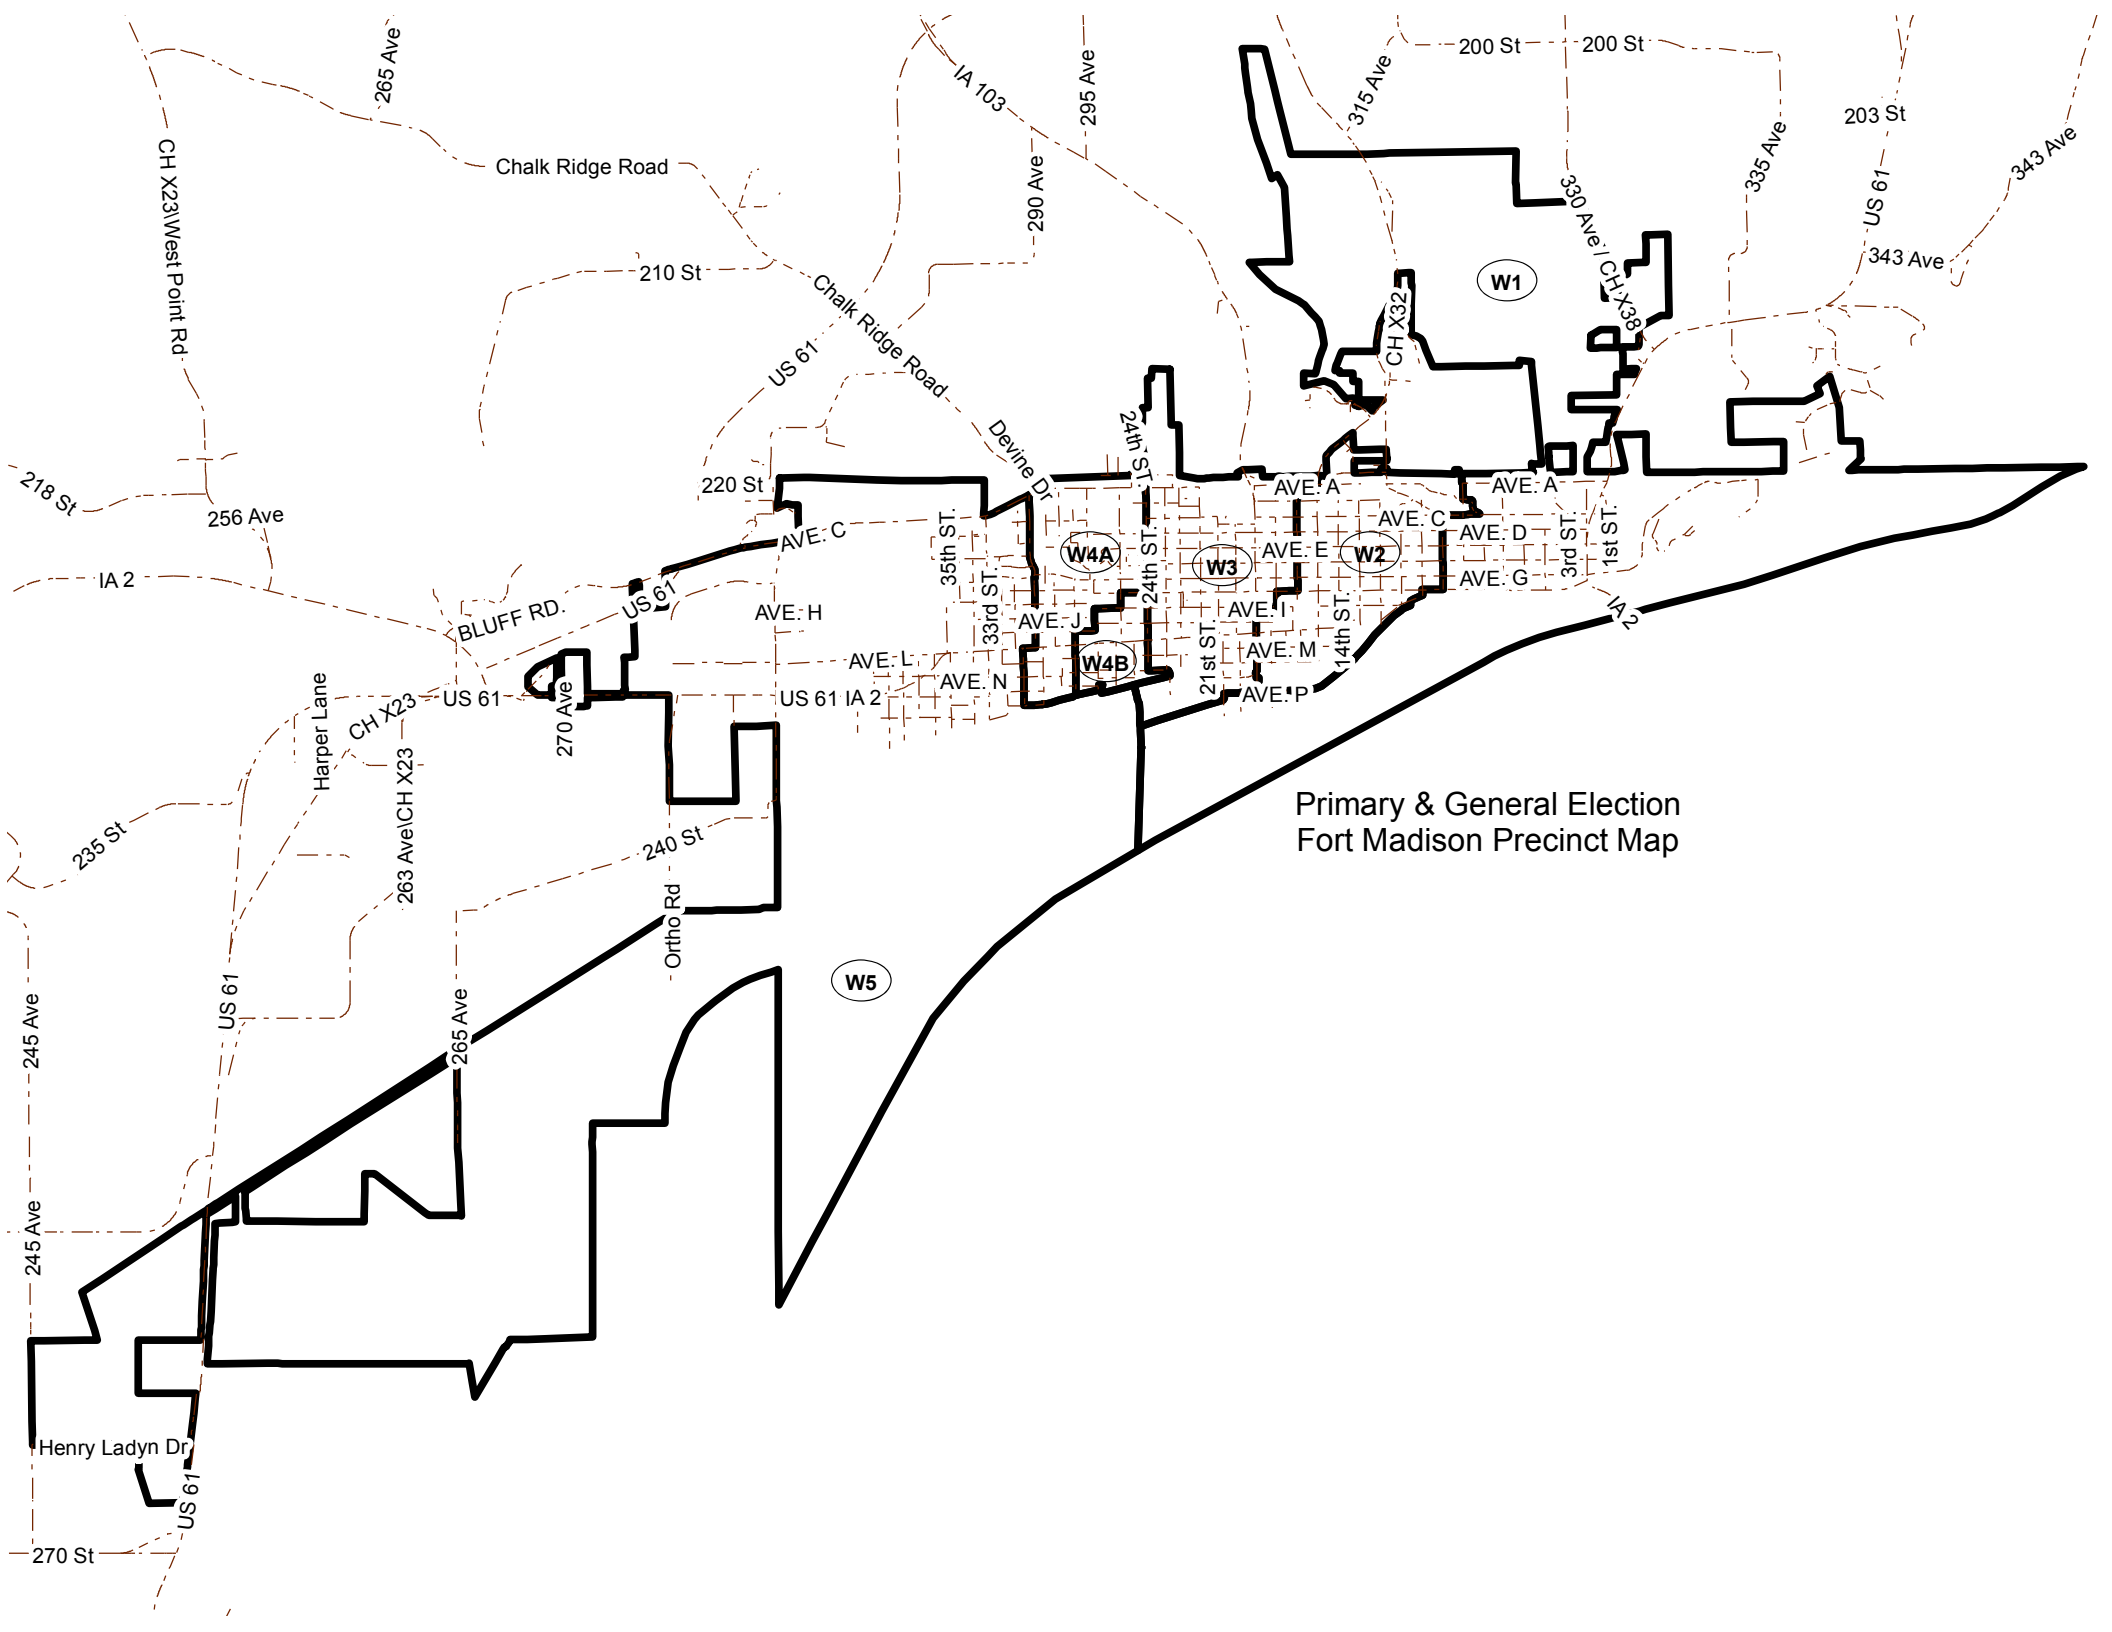 265 Ave
IA 103
295 Ave
315 Ave
200 St
200 St
203 St
CH X23\West Point Rd
Chalk Ridge Road
290 Ave
330 Ave / CH X38
335 Ave
US 61
343 Ave
210 St
Chalk Ridge Road
W1
343 Ave
US 61
CH X32
218 St
256 Ave
220 St
Devine Dr
24th ST.
AVE. A
AVE. A
AVE. C
35th ST.
W4A
24th ST.
W3
AVE. E
W2
AVE. C
AVE. D
3rd ST.
1st ST.
IA 2
BLUFF RD.
US 61
AVE. H
33rd ST.
AVE. J
AVE. I
14th ST.
AVE. G
IA 2
AVE. L
W4B
21st ST.
AVE. M
Harper Lane
CH X23
US 61
270 Ave
US 61 IA 2
AVE. N
AVE. P
263 Ave\CH X23
235 St
240 St
Primary & General Election
Fort Madison Precinct Map
Ortho Rd
W5
245 Ave
US 61
265 Ave
245 Ave
Henry Ladyn Dr
US 61
270 St